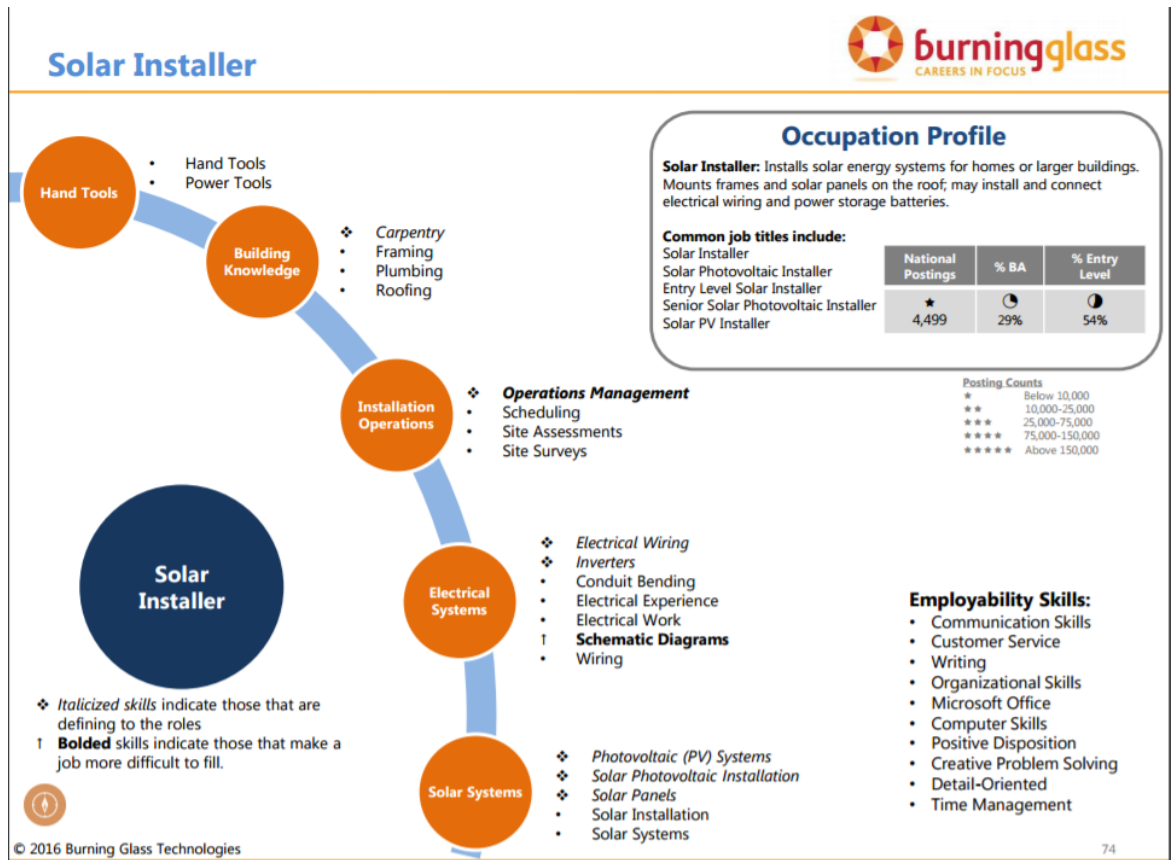 Solar Installer
burningglass
CAREERS IN FOCUS
Hand Tools
• Hand Tools
• Power Tools
Building
Knowledge
❖ Carpentry
• Framing
• Plumbing
• Roofing
Installation
Operations
❖ Operations Management
• Scheduling
• Site Assessments
• Site Surveys
Electrical
Systems
❖ Electrical Wiring
❖ Inverters
• Conduit Bending
• Electrical Experience
• Electrical Work
↑ Schematic Diagrams
• Wiring
Solar Systems
❖ Photovoltaic (PV) Systems
❖ Solar Photovoltaic Installation
❖ Solar Panels
• Solar Installation
• Solar Systems
Solar
Installer
❖ Italicized skills indicate those that are
defining to the roles
↑ Bolded skills indicate those that make a
job more difficult to fill.
Occupation Profile
Solar Installer: Installs solar energy systems for homes or larger buildings.
Mounts frames and solar panels on the roof; may install and connect
electrical wiring and power storage batteries.
Common job titles include:
Solar Installer
Solar Photovoltaic Installer
Entry Level Solar Installer
Senior Solar Photovoltaic Installer
Solar PV Installer
National
Postings
% BA
% Entry
Level
★
4,499
29%
54%
Posting Counts
★ Below 10,000
★★ 10,000-25,000
★★★ 25,000-75,000
★★★★ 75,000-150,000
★★★★★ Above 150,000
Employability Skills:
• Communication Skills
• Customer Service
• Writing
• Organizational Skills
• Microsoft Office
• Computer Skills
• Positive Disposition
• Creative Problem Solving
• Detail-Oriented
• Time Management
© 2016 Burning Glass Technologies
74